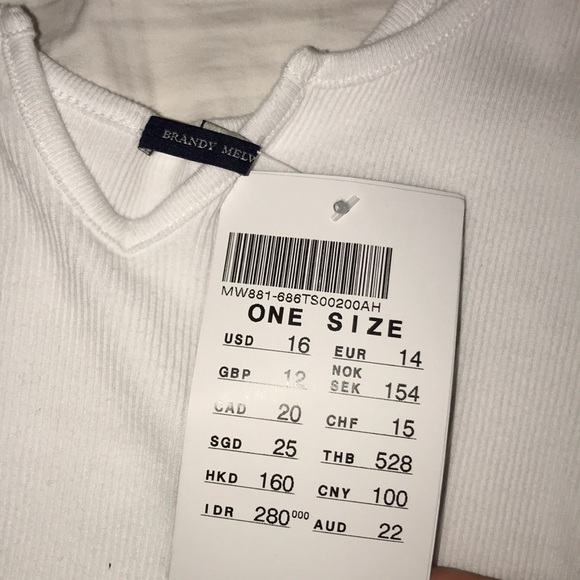 BRANDY MELV
MW881-686TS00200AH
ONE SIZE
USD 16 EUR 14
GBP 12 NOK SEK 154
CAD 20 CHF 15
SGD 25 THB 528
HKD 160 CNY 100
IDR 280000 AUD 22